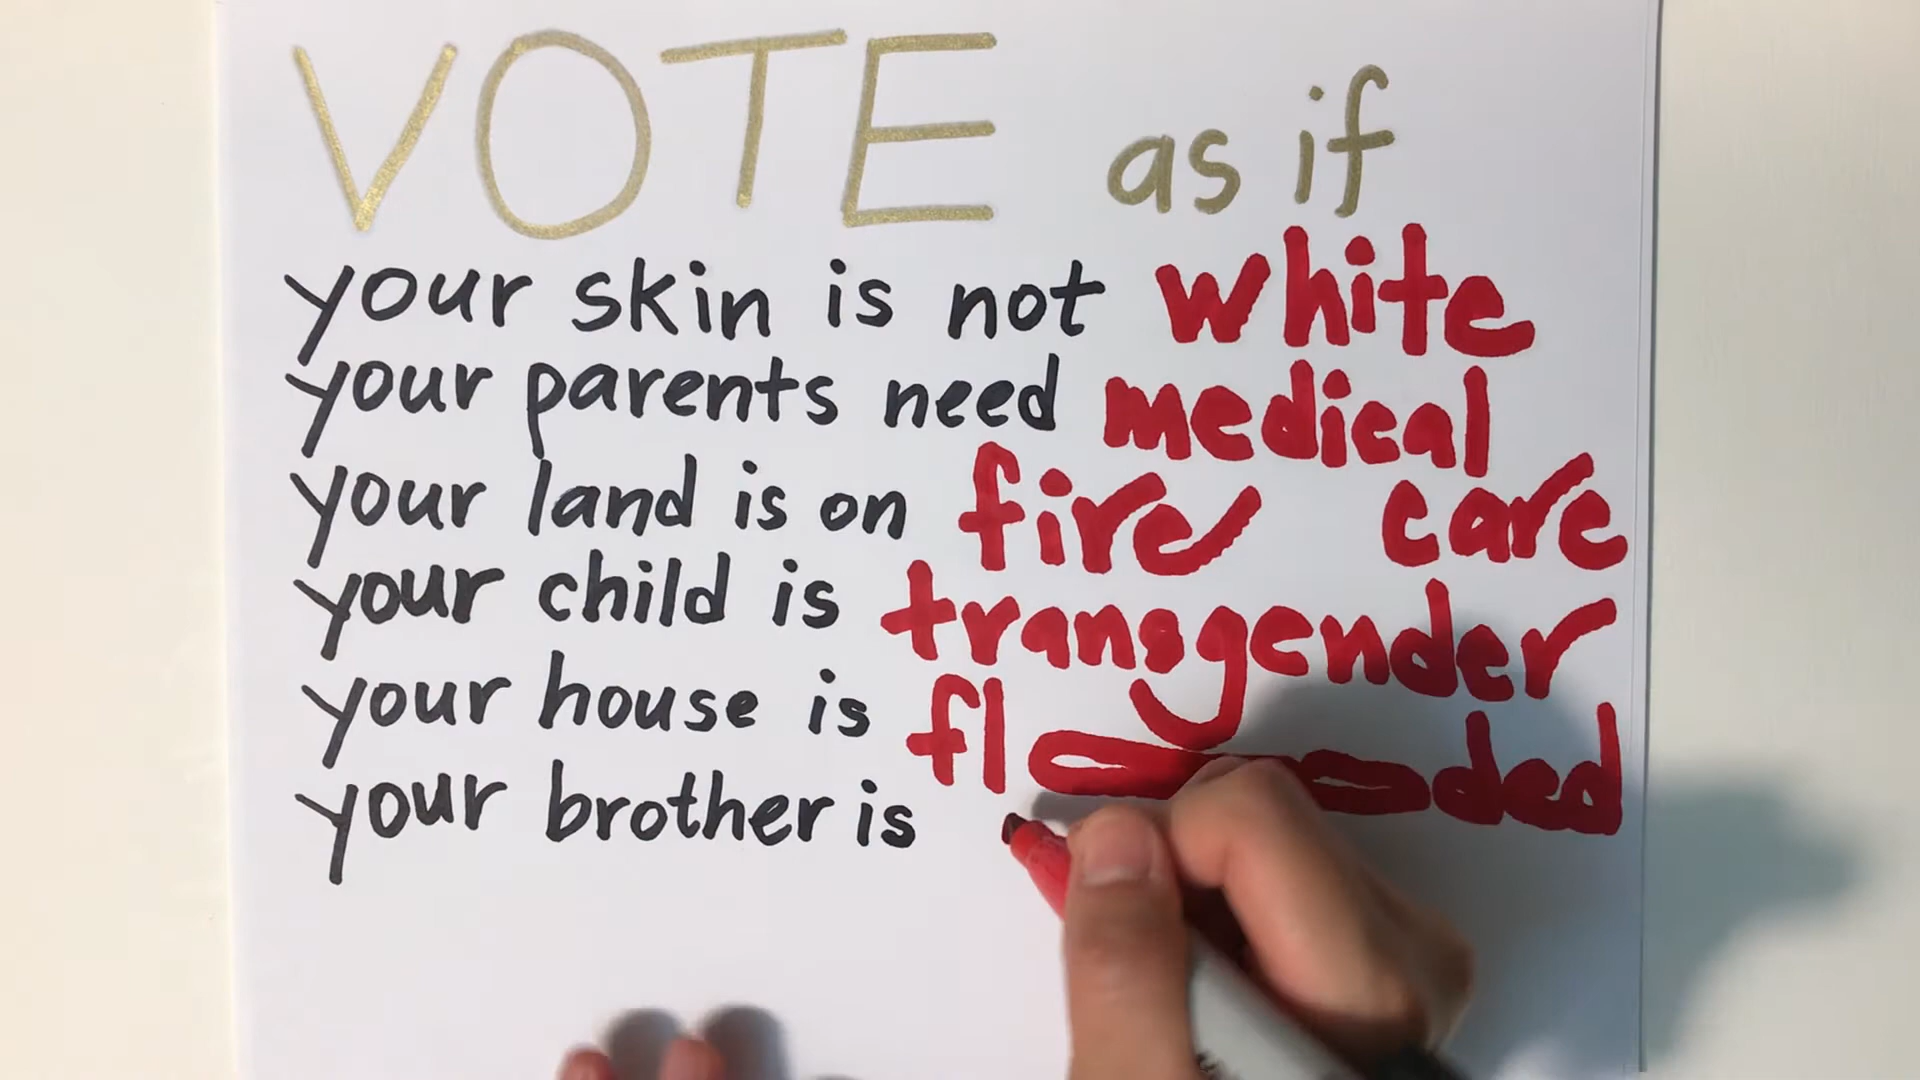 VOTE as if
your skin is not white
your parents need medical care
your land is on fire
your child is transgender
your house is flooded
your brother is